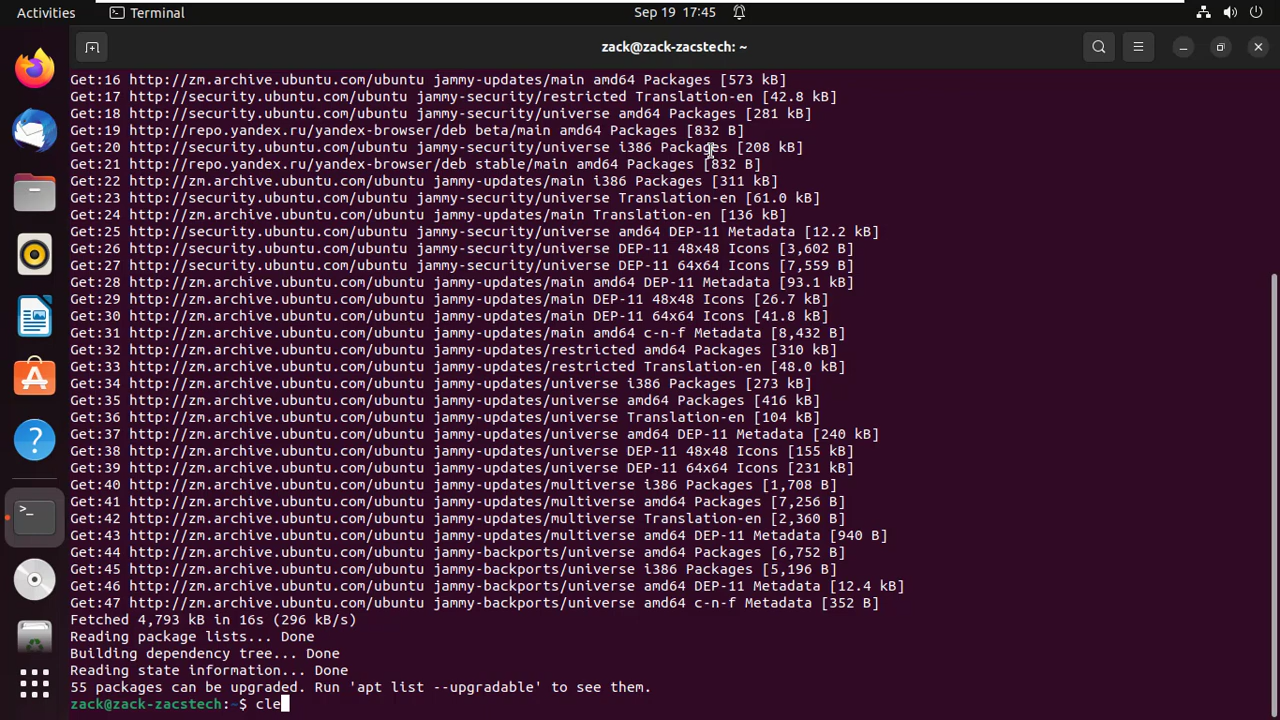 Activities
Terminal
Sep 19 17:45
zack@zack-zacstech: ~
Get:16 http://zm.archive.ubuntu.com/ubuntu jammy-updates/main amd64 Packages [573 kB]
Get:17 http://security.ubuntu.com/ubuntu jammy-security/restricted Translation-en [42.8 kB]
Get:18 http://security.ubuntu.com/ubuntu jammy-security/universe amd64 Packages [281 kB]
Get:19 http://repo.yandex.ru/yandex-browser/deb beta/main amd64 Packages [832 B]
Get:20 http://security.ubuntu.com/ubuntu jammy-security/universe i386 Packages [208 kB]
Get:21 http://repo.yandex.ru/yandex-browser/deb stable/main amd64 Packages [832 B]
Get:22 http://zm.archive.ubuntu.com/ubuntu jammy-updates/main i386 Packages [311 kB]
Get:23 http://security.ubuntu.com/ubuntu jammy-security/universe Translation-en [61.0 kB]
Get:24 http://zm.archive.ubuntu.com/ubuntu jammy-updates/main Translation-en [136 kB]
Get:25 http://security.ubuntu.com/ubuntu jammy-security/universe amd64 DEP-11 Metadata [12.2 kB]
Get:26 http://security.ubuntu.com/ubuntu jammy-security/universe DEP-11 48x48 Icons [3,602 B]
Get:27 http://security.ubuntu.com/ubuntu jammy-security/universe DEP-11 64x64 Icons [7,559 B]
Get:28 http://zm.archive.ubuntu.com/ubuntu jammy-updates/main amd64 DEP-11 Metadata [93.1 kB]
Get:29 http://zm.archive.ubuntu.com/ubuntu jammy-updates/main DEP-11 48x48 Icons [26.7 kB]
Get:30 http://zm.archive.ubuntu.com/ubuntu jammy-updates/main DEP-11 64x64 Icons [41.8 kB]
Get:31 http://zm.archive.ubuntu.com/ubuntu jammy-updates/main amd64 c-n-f Metadata [8,432 B]
Get:32 http://zm.archive.ubuntu.com/ubuntu jammy-updates/restricted amd64 Packages [310 kB]
Get:33 http://zm.archive.ubuntu.com/ubuntu jammy-updates/restricted Translation-en [48.0 kB]
Get:34 http://zm.archive.ubuntu.com/ubuntu jammy-updates/universe i386 Packages [273 kB]
Get:35 http://zm.archive.ubuntu.com/ubuntu jammy-updates/universe amd64 Packages [416 kB]
Get:36 http://zm.archive.ubuntu.com/ubuntu jammy-updates/universe Translation-en [104 kB]
Get:37 http://zm.archive.ubuntu.com/ubuntu jammy-updates/universe amd64 DEP-11 Metadata [240 kB]
Get:38 http://zm.archive.ubuntu.com/ubuntu jammy-updates/universe DEP-11 48x48 Icons [155 kB]
Get:39 http://zm.archive.ubuntu.com/ubuntu jammy-updates/universe DEP-11 64x64 Icons [231 kB]
Get:40 http://zm.archive.ubuntu.com/ubuntu jammy-updates/multiverse i386 Packages [1,708 B]
Get:41 http://zm.archive.ubuntu.com/ubuntu jammy-updates/multiverse amd64 Packages [7,256 B]
Get:42 http://zm.archive.ubuntu.com/ubuntu jammy-updates/multiverse Translation-en [2,360 B]
Get:43 http://zm.archive.ubuntu.com/ubuntu jammy-updates/multiverse amd64 DEP-11 Metadata [940 B]
Get:44 http://zm.archive.ubuntu.com/ubuntu jammy-backports/universe amd64 Packages [6,752 B]
Get:45 http://zm.archive.ubuntu.com/ubuntu jammy-backports/universe i386 Packages [5,196 B]
Get:46 http://zm.archive.ubuntu.com/ubuntu jammy-backports/universe amd64 DEP-11 Metadata [12.4 kB]
Get:47 http://zm.archive.ubuntu.com/ubuntu jammy-backports/universe amd64 c-n-f Metadata [352 B]
Fetched 4,793 kB in 16s (296 kB/s)
Reading package lists... Done
Building dependency tree... Done
Reading state information... Done
55 packages can be upgraded. Run 'apt list --upgradable' to see them.
zack@zack-zacstech:~$ cle